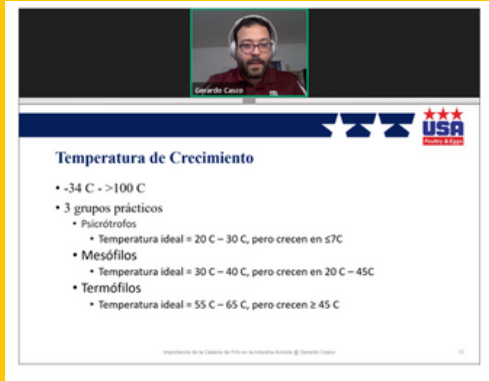 Gerardo Casco
USA
Poultry & Eggs
Temperatura de Crecimiento
• -34 C - >100 C
• 3 grupos prácticos
• Psicrótrofos
• Temperatura ideal = 20 C – 30 C, pero crecen en ≤7C
• Mesófilos
• Temperatura ideal = 30 C – 40 C, pero crecen en 20 C – 45C
• Termófilos
• Temperatura ideal = 55 C – 65 C, pero crecen ≥ 45 C
Importancia de la Cadena de Frío en la Industria Avícola @ Gerardo Casco